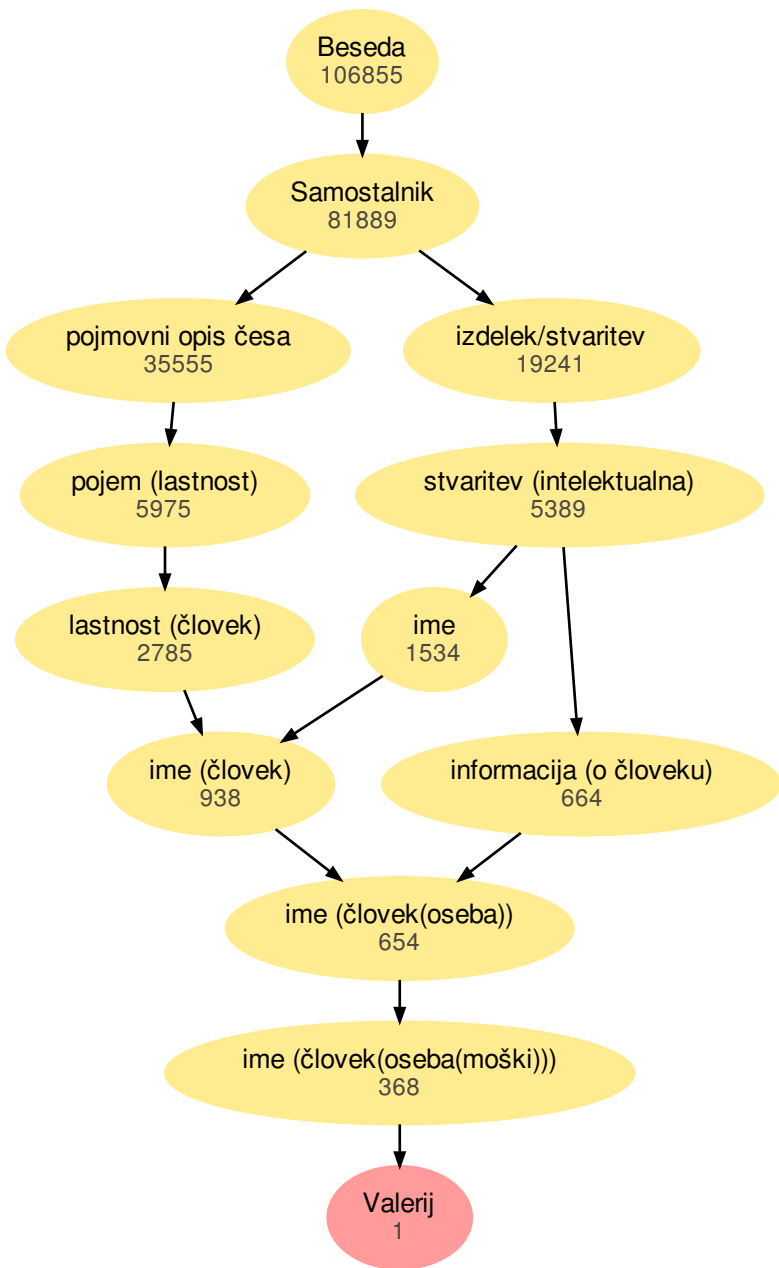 Beseda
106855
Samostalnik
81889
pojmovni opis česa
35555
izdelek/stvaritev
19241
pojem (lastnost)
5975
stvaritev (intelektualna)
5389
lastnost (človek)
2785
ime
1534
ime (človek)
938
informacija (o človeku)
664
ime (človek(oseba))
654
ime (človek(oseba(moški)))
368
Valerij
1